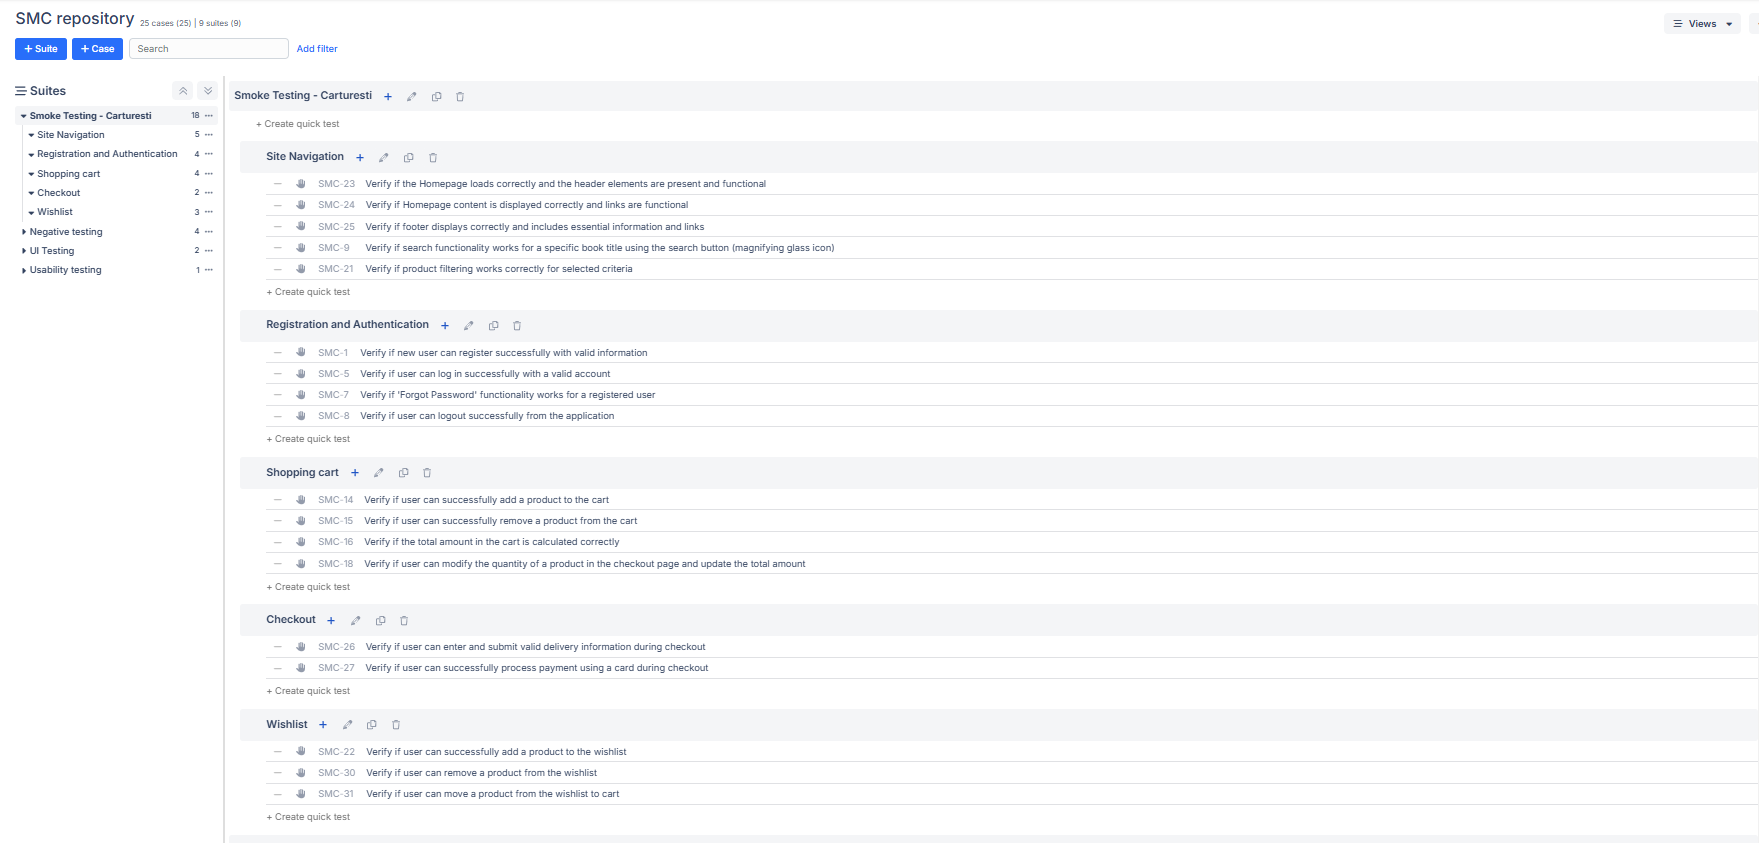 SMC repository 25 cases (25) | 9 suites (9)
Views
+ Suite + Case Search Add filter
Suites
Smoke Testing - Carturesti 18 ···
Site Navigation 5 ···
Registration and Authentication 4 ···
Shopping cart 4 ···
Checkout 2 ···
Wishlist 3 ···
Negative testing 4 ···
UI Testing 2 ···
Usability testing 1 ···
Smoke Testing - Carturesti +
+ Create quick test
Site Navigation +
SMC-23 Verify if the Homepage loads correctly and the header elements are present and functional
SMC-24 Verify if Homepage content is displayed correctly and links are functional
SMC-25 Verify if footer displays correctly and includes essential information and links
SMC-9 Verify if search functionality works for a specific book title using the search button (magnifying glass icon)
SMC-21 Verify if product filtering works correctly for selected criteria
+ Create quick test
Registration and Authentication +
SMC-1 Verify if new user can register successfully with valid information
SMC-5 Verify if user can log in successfully with a valid account
SMC-7 Verify if 'Forgot Password' functionality works for a registered user
SMC-8 Verify if user can logout successfully from the application
+ Create quick test
Shopping cart +
SMC-14 Verify if user can successfully add a product to the cart
SMC-15 Verify if user can successfully remove a product from the cart
SMC-16 Verify if the total amount in the cart is calculated correctly
SMC-18 Verify if user can modify the quantity of a product in the checkout page and update the total amount
+ Create quick test
Checkout +
SMC-26 Verify if user can enter and submit valid delivery information during checkout
SMC-27 Verify if user can successfully process payment using a card during checkout
+ Create quick test
Wishlist +
SMC-22 Verify if user can successfully add a product to the wishlist
SMC-30 Verify if user can remove a product from the wishlist
SMC-31 Verify if user can move a product from the wishlist to cart
+ Create quick test